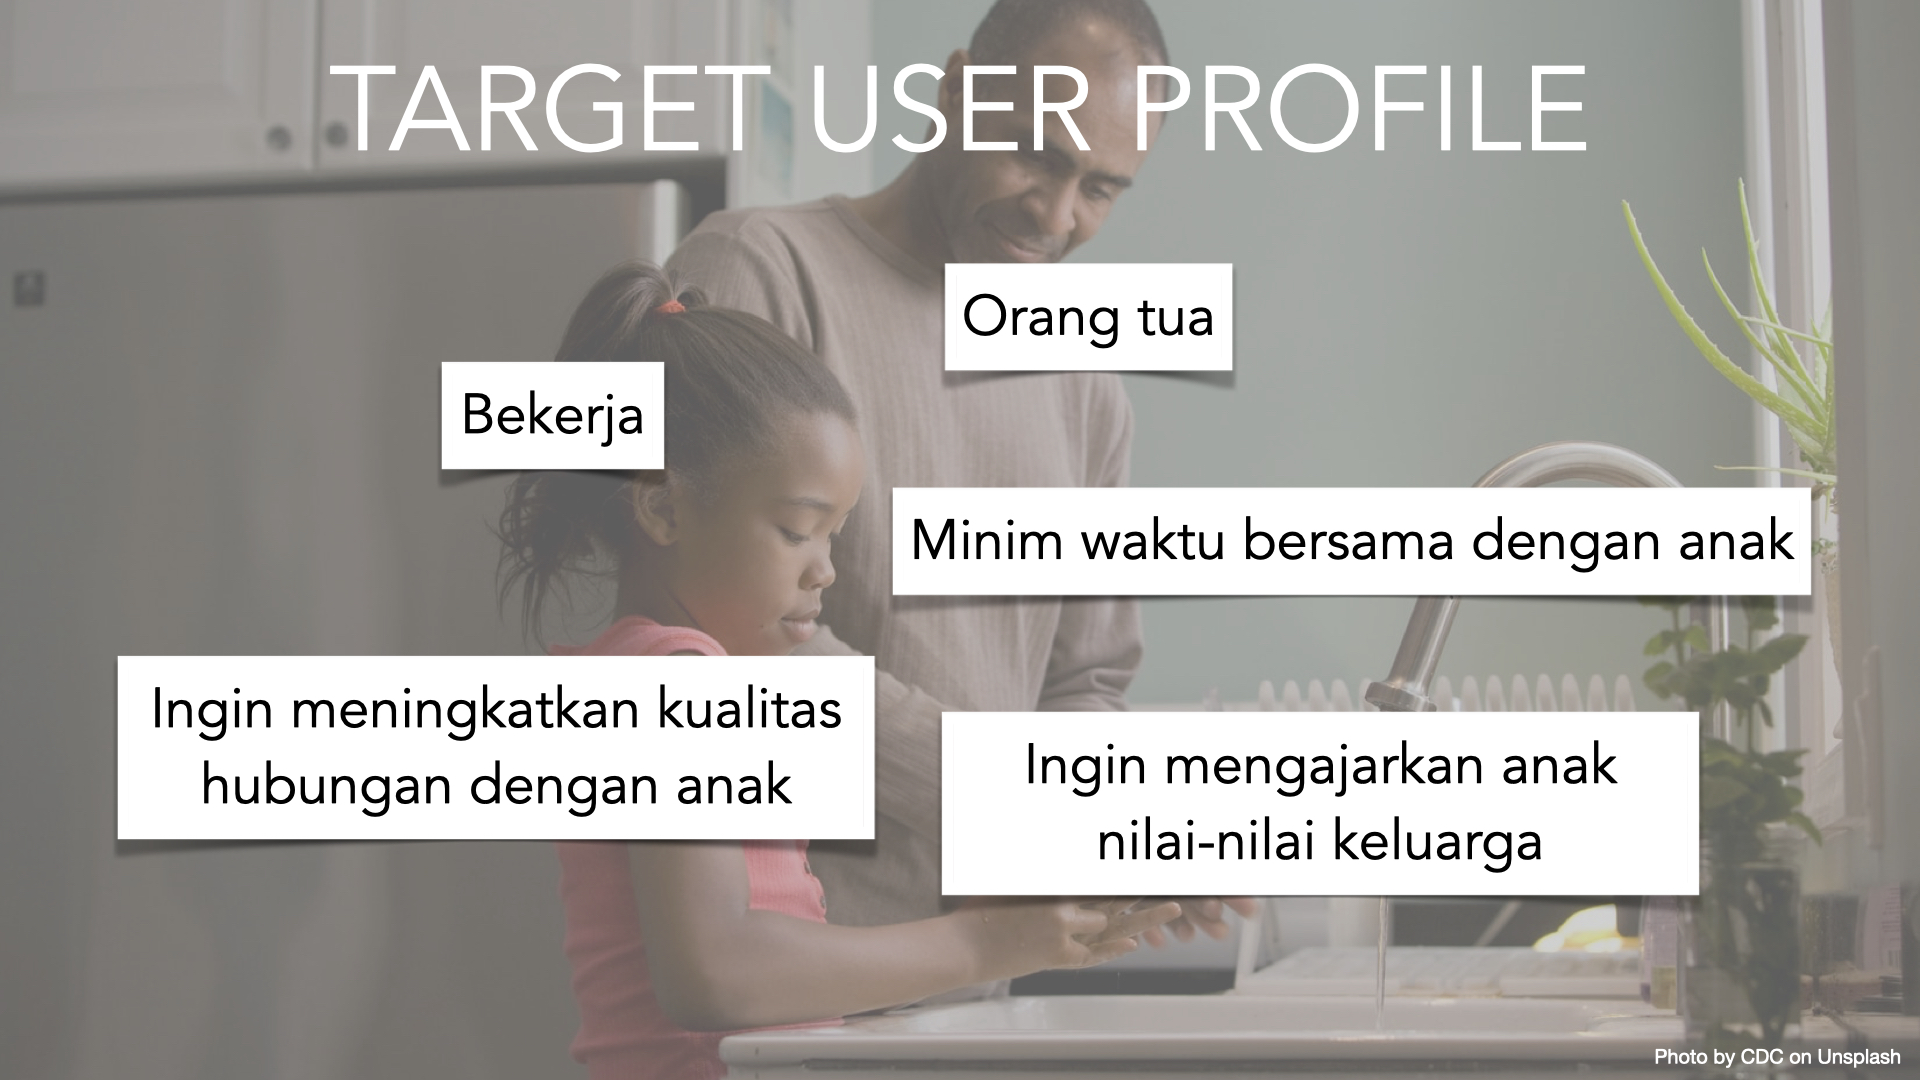 TARGET USER PROFILE
Orang tua
Bekerja
Minim waktu bersama dengan anak
Ingin meningkatkan kualitas
hubungan dengan anak
Ingin mengajarkan anak
nilai-nilai keluarga
Photo by CDC on Unsplash